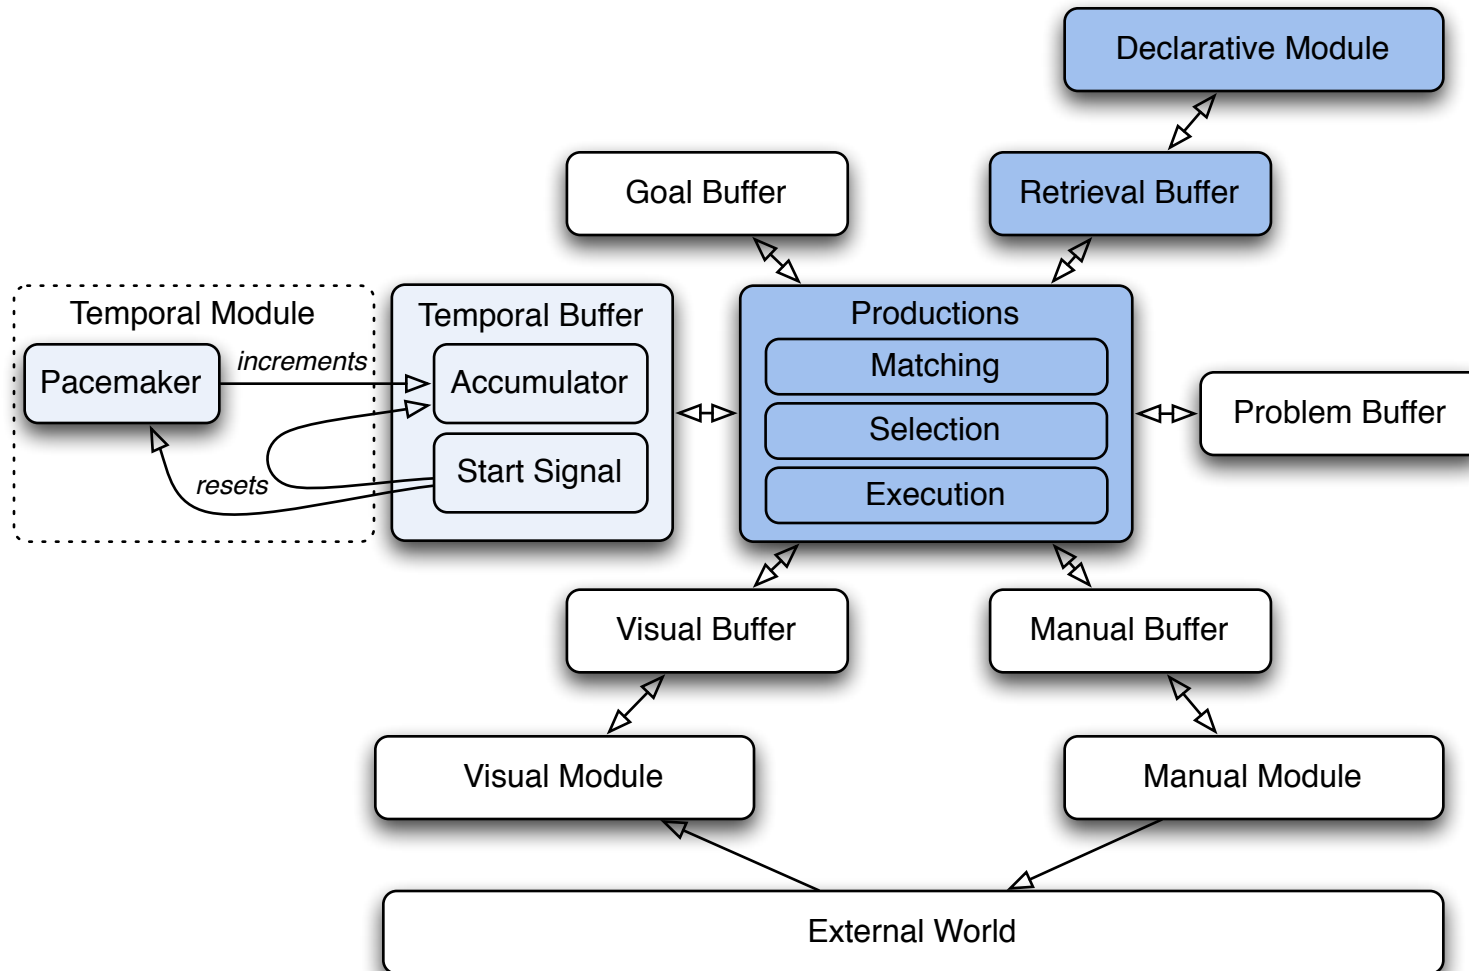 Declarative Module
Goal Buffer
Retrieval Buffer
Temporal Module
Temporal Buffer
Productions
Pacemaker
increments
Accumulator
Matching
Selection
Problem Buffer
Start Signal
resets
Execution
Visual Buffer
Manual Buffer
Visual Module
Manual Module
External World